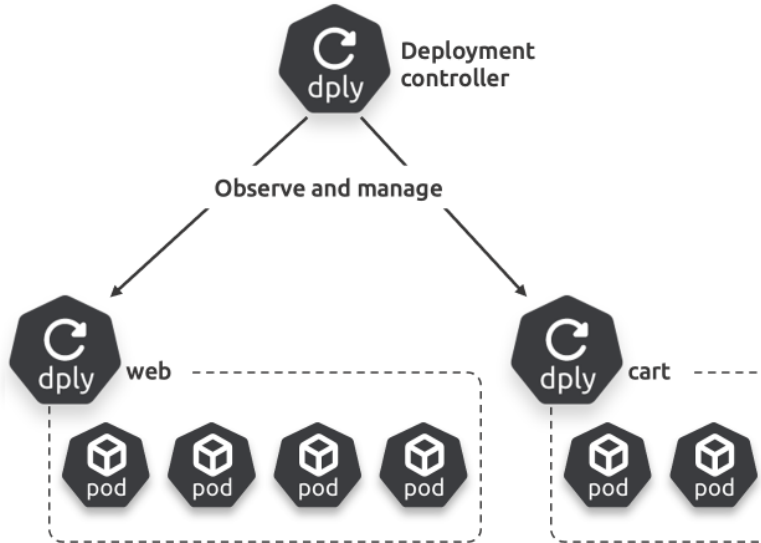 dply
Deployment
controller
Observe and manage
dply
web
dply
cart
pod
pod
pod
pod
pod
pod